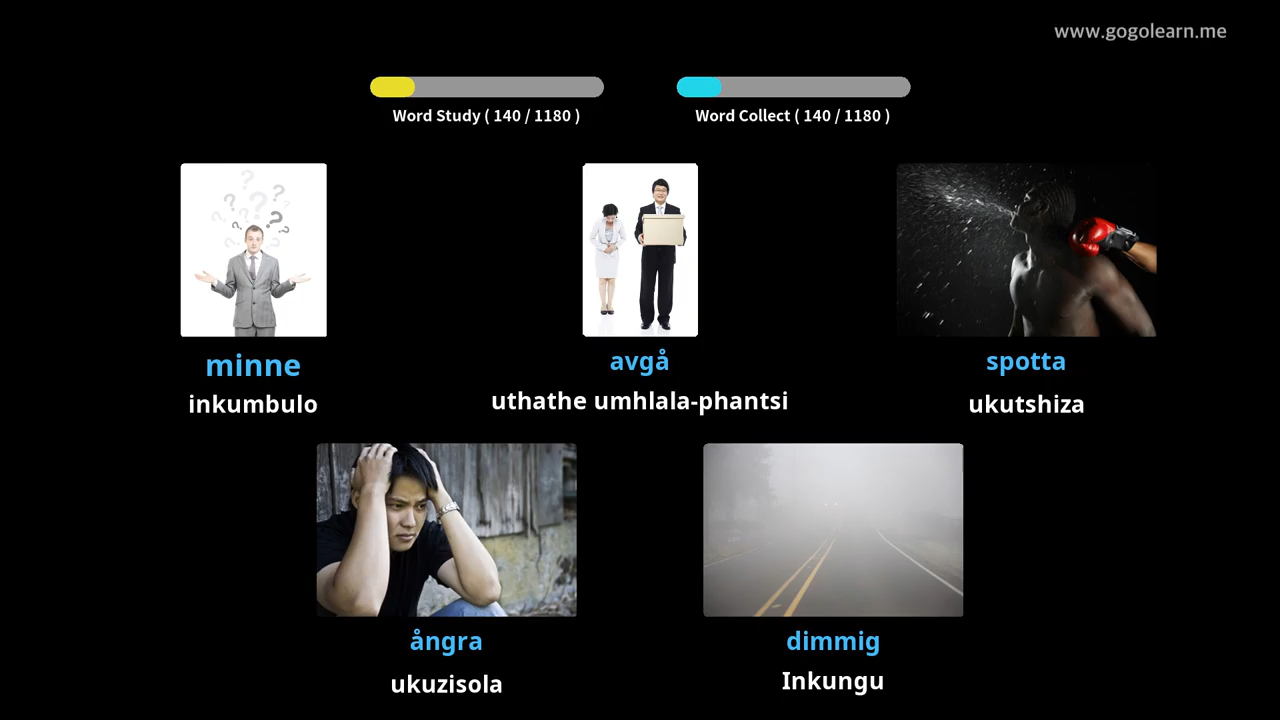 www.gogolearn.me
Word Study ( 140 / 1180 )
Word Collect ( 140 / 1180 )
minne
inkumbulo
avgå
uthathe umhlala-phantsi
spotta
ukutshiza
ångra
ukuzisola
dimmig
Inkungu